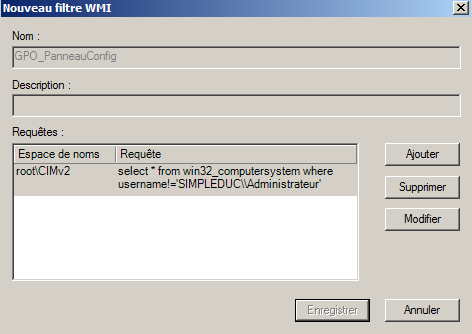 Nouveau filtre WMI
Nom :
GPO_PanneauConfig
Description :
Requêtes :
Espace de noms Requête
root\CIMv2 select * from win32_computersystem where
username!='SIMPLEDUC\\Administrateur'
Ajouter
Supprimer
Modifier
Enregistrer Annuler